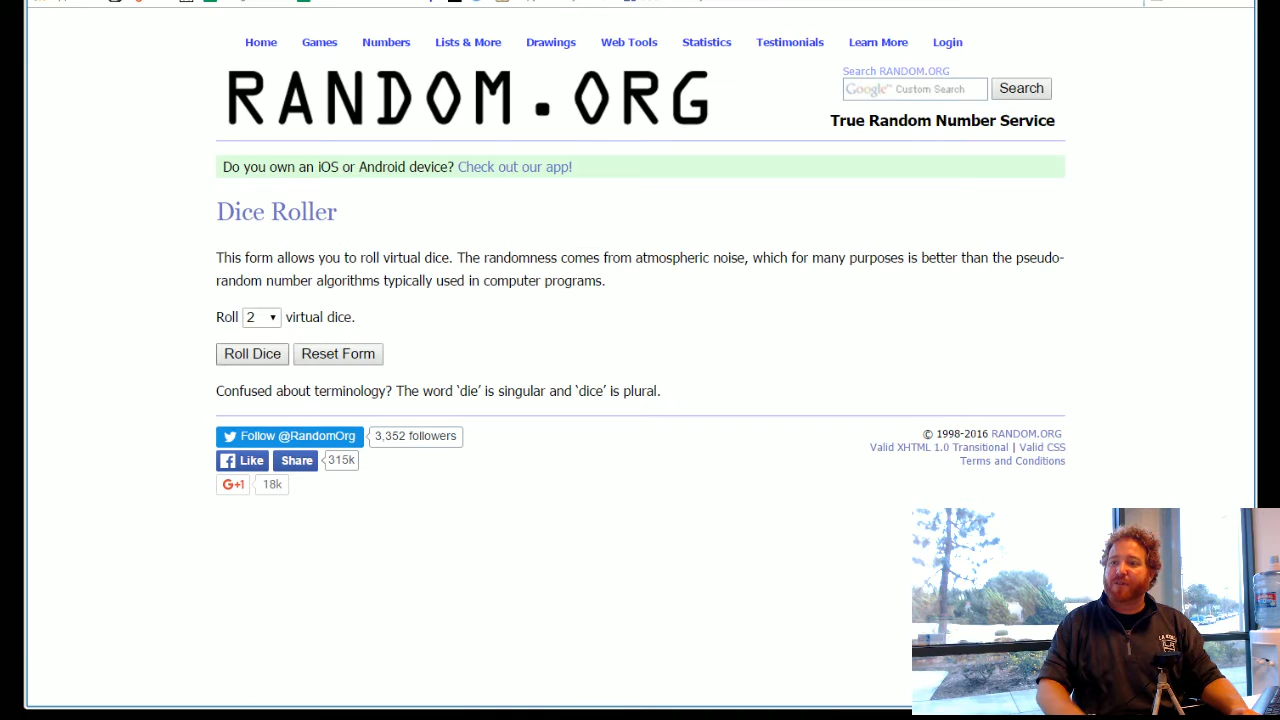 Home Games Numbers Lists & More Drawings Web Tools Statistics Testimonials Learn More Login
RANDOM.ORG
Search RANDOM.ORG
Google™ Custom Search Search
True Random Number Service
Do you own an iOS or Android device? Check out our app!
Dice Roller
This form allows you to roll virtual dice. The randomness comes from atmospheric noise, which for many purposes is better than the pseudo-
random number algorithms typically used in computer programs.
Roll 2 virtual dice.
Roll Dice Reset Form
Confused about terminology? The word ‘die’ is singular and ‘dice’ is plural.
Follow @RandomOrg 3,352 followers
Like Share 315k
G+1 18k
© 1998-2016 RANDOM.ORG
Valid XHTML 1.0 Transitional | Valid CSS
Terms and Conditions